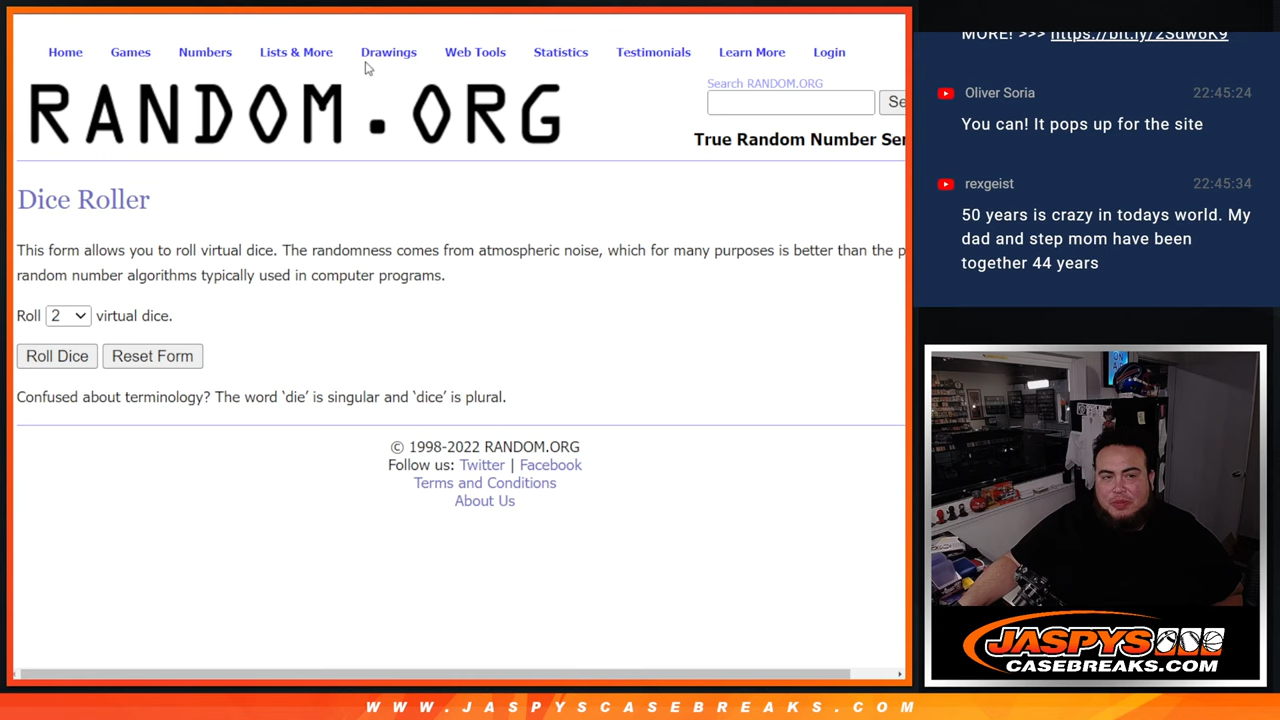 Home Games Numbers Lists & More Drawings Web Tools Statistics Testimonials Learn More Login
RANDOM.ORG
Search RANDOM.ORG
Se
True Random Number Ser
Dice Roller
This form allows you to roll virtual dice. The randomness comes from atmospheric noise, which for many purposes is better than the p
random number algorithms typically used in computer programs.
Roll 2 virtual dice.
Roll Dice Reset Form
Confused about terminology? The word ‘die’ is singular and ‘dice’ is plural.
© 1998-2022 RANDOM.ORG
Follow us: Twitter | Facebook
Terms and Conditions
About Us
MORE! >>> https://bit.ly/2Sdw6K9
Oliver Soria 22:45:24
You can! It pops up for the site
rexgeist 22:45:34
50 years is crazy in todays world. My
dad and step mom have been
together 44 years
JASPYS
CASEBREAKS.COM
WWW.JASPYSCASEBREAKS.COM